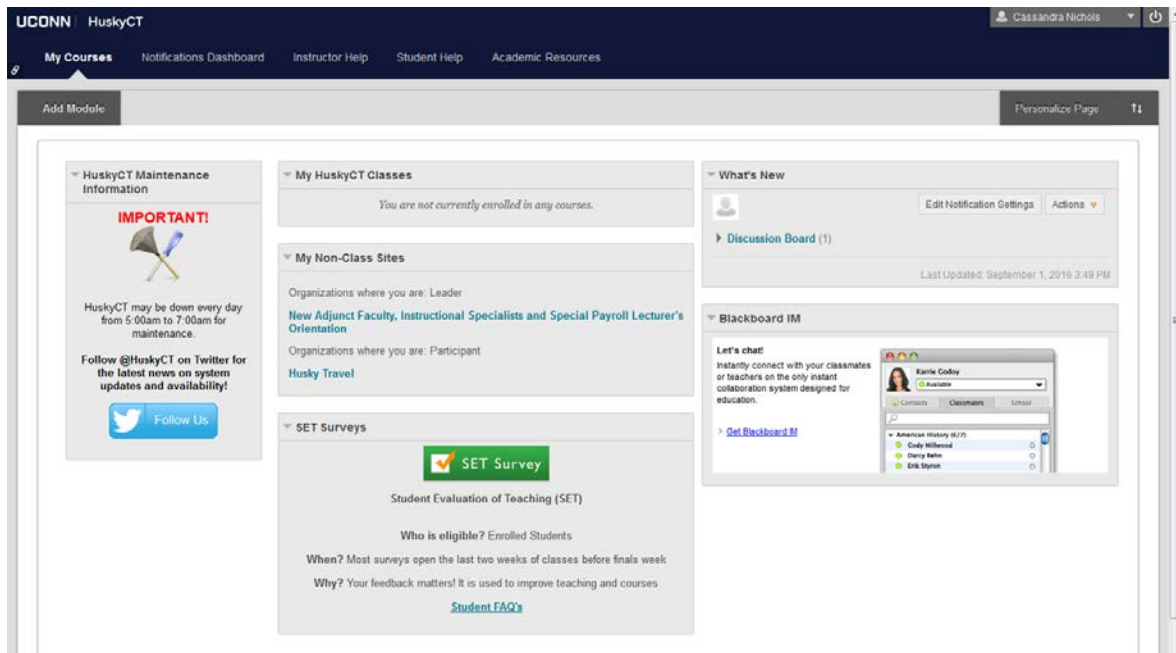 UCONN HuskyCT
Cassandra Nichols
My Courses Notifications Dashboard Instructor Help Student Help Academic Resources
Add Module
Personalize Page
HuskyCT Maintenance
Information
IMPORTANT!
HuskyCT may be down every day
from 5:00am to 7:00am for
maintenance.
Follow @HuskyCT on Twitter for
the latest news on system
updates and availability!
Follow Us
My HuskyCT Classes
You are not currently enrolled in any courses.
My Non-Class Sites
Organizations where you are: Leader
New Adjunct Faculty, Instructional Specialists and Special Payroll Lecturer's
Orientation
Organizations where you are: Participant
Husky Travel
SET Surveys
SET Survey
Student Evaluation of Teaching (SET)
Who is eligible? Enrolled Students
When? Most surveys open the last two weeks of classes before finals week
Why? Your feedback matters! It is used to improve teaching and courses
Student FAQ's
What's New
Edit Notification Settings Actions
Discussion Board (1)
Last Updated: September 1, 2016 3:49 PM
Blackboard IM
Let's chat!
Instantly connect with your classmates
or teachers on the only instant
collaboration system designed for
education.
> Get Blackboard IM
Karrie Godoy
Available
Contacts Classmates School
American History (6/7)
Cody Millwood
Darcy Behn
Erik Styron